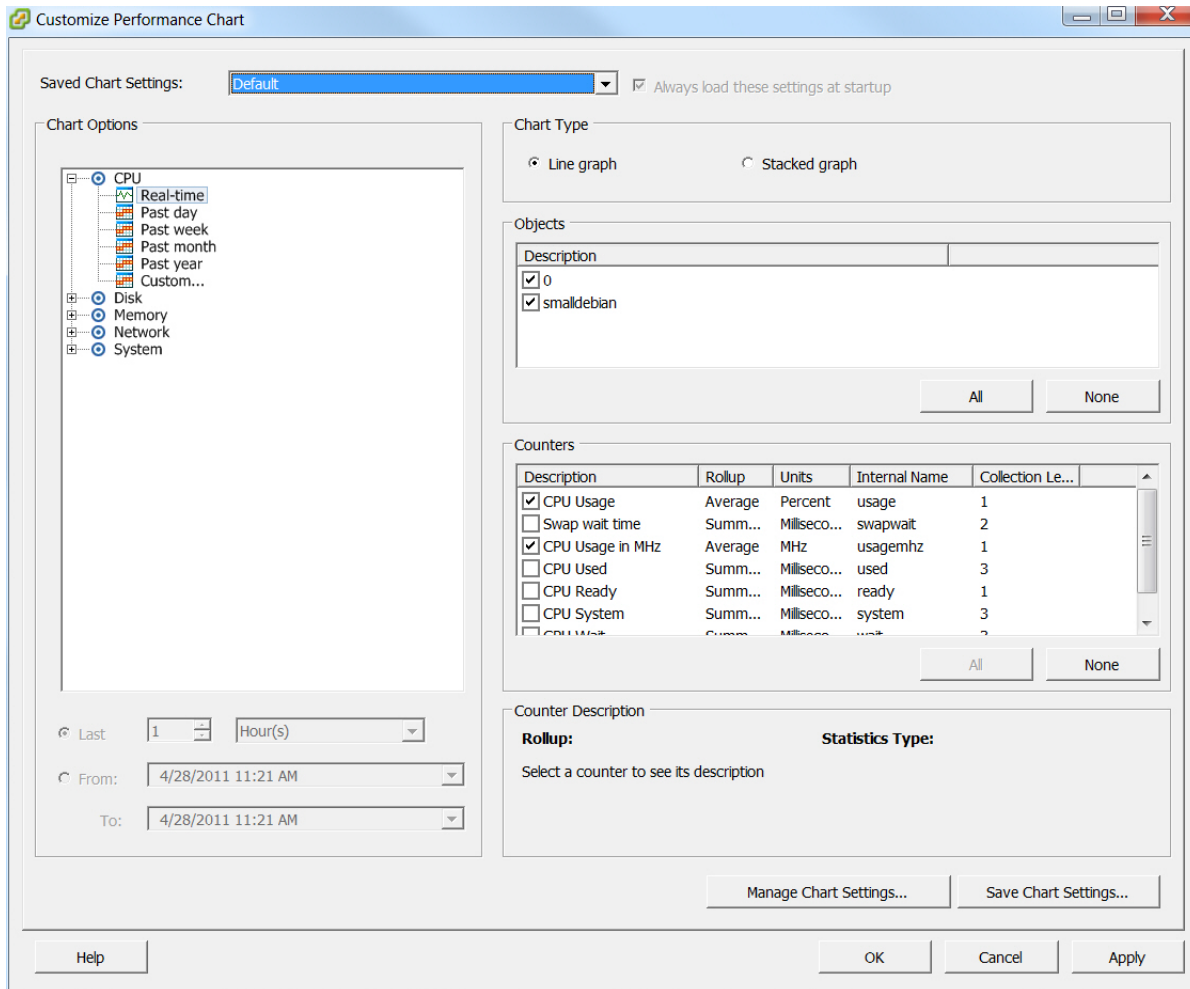 Customize Performance Chart
Saved Chart Settings:
Default
Always load these settings at startup
Chart Options
CPU
Real-time
Past day
Past week
Past month
Past year
Custom...
Disk
Memory
Network
System
Last 1 Hour(s)
From: 4/28/2011 11:21 AM
To: 4/28/2011 11:21 AM
Chart Type
Line graph Stacked graph
Objects
Description
0
smalldebian
All None
Counters
Description Rollup Units Internal Name Collection Le...
CPU Usage Average Percent usage 1
Swap wait time Summ... Milliseco... swapwait 2
CPU Usage in MHz Average MHz usagemhz 1
CPU Used Summ... Milliseco... used 3
CPU Ready Summ... Milliseco... ready 1
CPU System Summ... Milliseco... system 3
CPU Wait Summ... Milliseco... wait
All None
Counter Description
Rollup: Statistics Type:
Select a counter to see its description
Manage Chart Settings... Save Chart Settings...
Help OK Cancel Apply